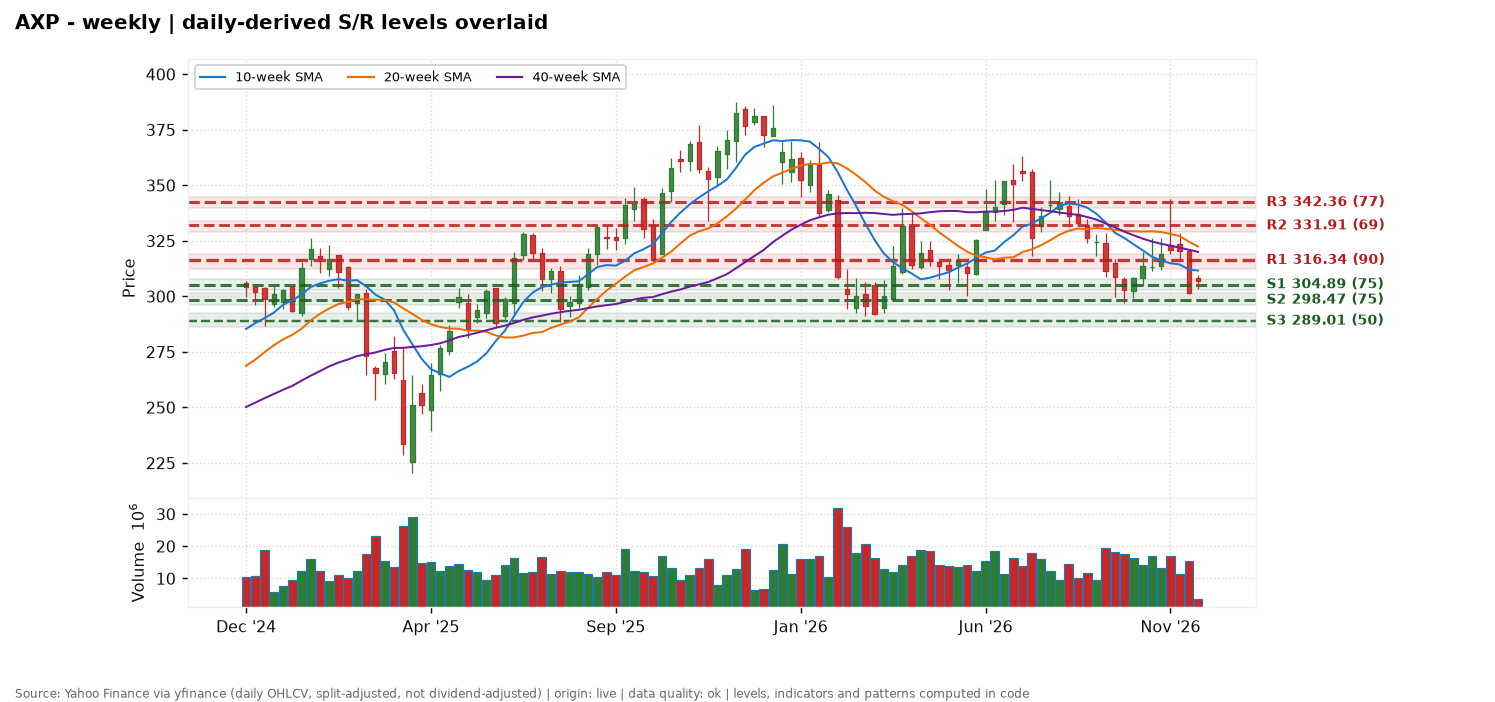 AXP - weekly | daily-derived S/R levels overlaid
10-week SMA
20-week SMA
40-week SMA
Price
400
375
350
325
300
275
250
225
R3 342.36 (77)
R2 331.91 (69)
R1 316.34 (90)
S1 304.89 (75)
S2 298.47 (75)
S3 289.01 (50)
Volume 10⁶
30
20
10
Dec '24
Apr '25
Sep '25
Jan '26
Jun '26
Nov '26
Source: Yahoo Finance via yfinance (daily OHLCV, split-adjusted, not dividend-adjusted) | origin: live | data quality: ok | levels, indicators and patterns computed in code